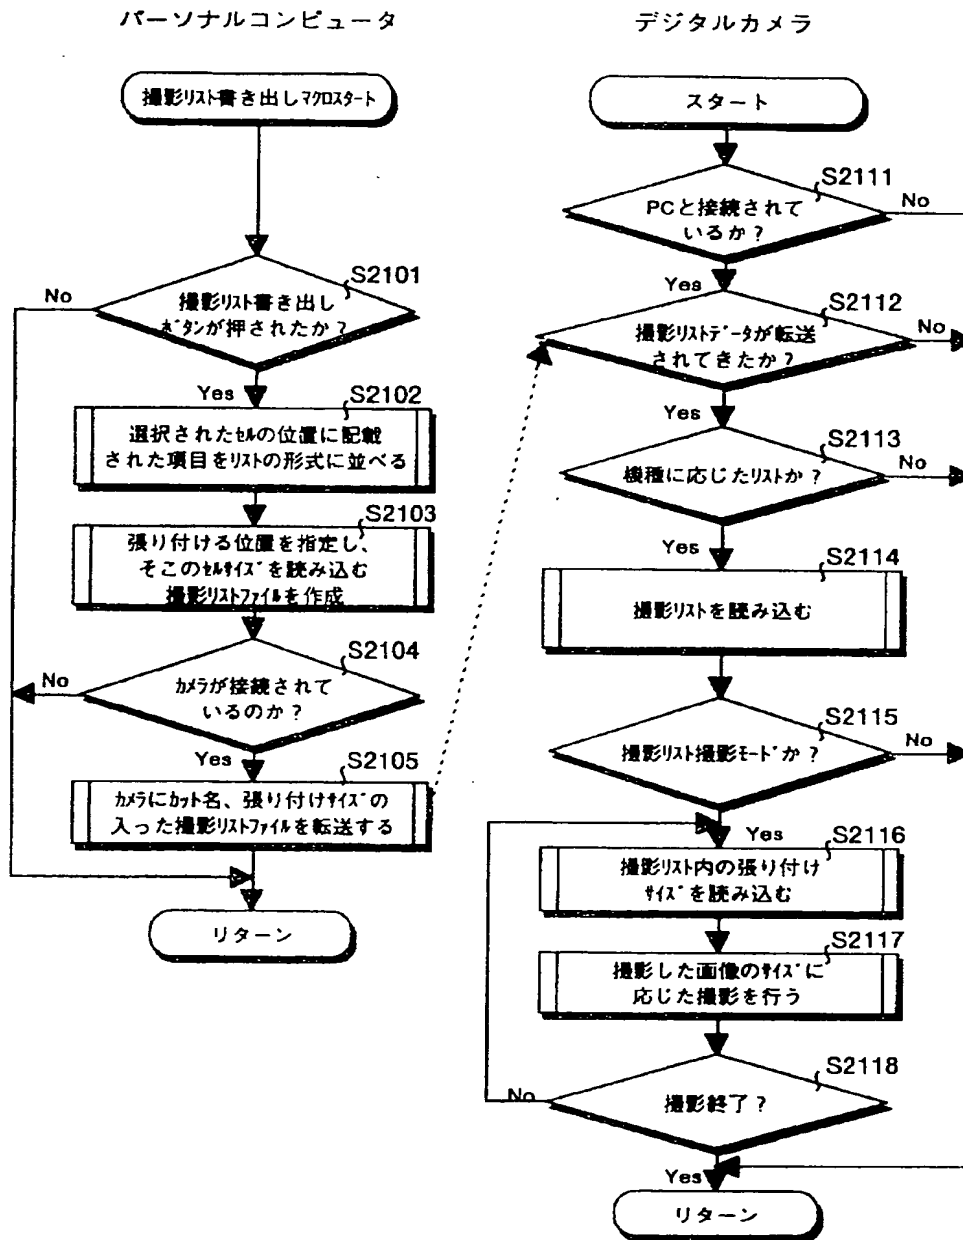 パーソナルコンピュータ
撮影リスト書き出しマクロスタート
S2101
No
撮影リスト書き出し
ボタンが押されたか？
Yes
S2102
選択されたセルの位置に記載
された項目をリストの形式に並べる
S2103
張り付ける位置を指定し、
そこのセルサイズを読み込む
撮影リストファイルを作成
S2104
No
カメラが接続されて
いるのか？
Yes
S2105
カメラにカット名、張り付けサイズの
入った撮影リストファイルを転送する
リターン
デジタルカメラ
スタート
S2111
No
PCと接続されて
いるか？
Yes
S2112
No
撮影リストデータが転送
されてきたか？
Yes
S2113
No
機種に応じたリストか？
Yes
S2114
撮影リストを読み込む
S2115
No
撮影リスト撮影モードか？
Yes
S2116
撮影リスト内の張り付け
サイズを読み込む
S2117
撮影した画像のサイズに
応じた撮影を行う
S2118
No
撮影終了？
Yes
リターン